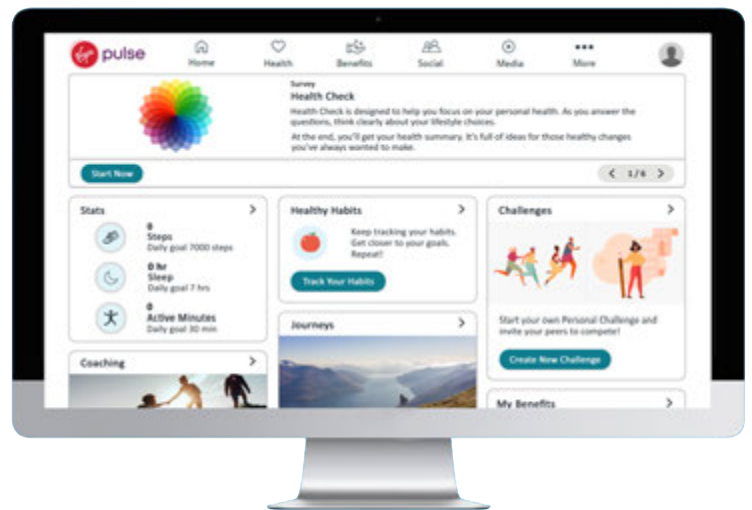 Virgin pulse
Home
Health
Benefits
Social
Media
More
Survey
Health Check
Health Check is designed to help you focus on your personal health. As you answer the
questions, think clearly about your lifestyle choices.
At the end, you'll get your health summary. It's full of ideas for those healthy changes
you've always wanted to make.
Start Now
1/6
Stats
0
Steps
Daily goal 7000 steps
0 hr
Sleep
Daily goal 7 hrs
0
Active Minutes
Daily goal 30 min
Coaching
Healthy Habits
Keep tracking your habits.
Get closer to your goals.
Repeat!
Track Your Habits
Journeys
Challenges
Start your own Personal Challenge and
invite your peers to compete!
Create New Challenge
My Benefits